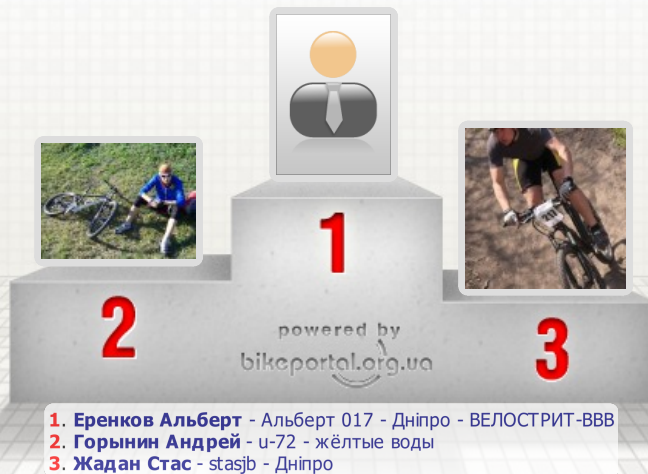 1
2
3
powered by
bikeportal.org.ua
1. Еренков Альберт - Альберт 017 - Дніпро - ВЕЛОСТРИТ-ВВВ
2. Горынин Андрей - u-72 - жёлтые воды
3. Жадан Стас - stasjb - Дніпро